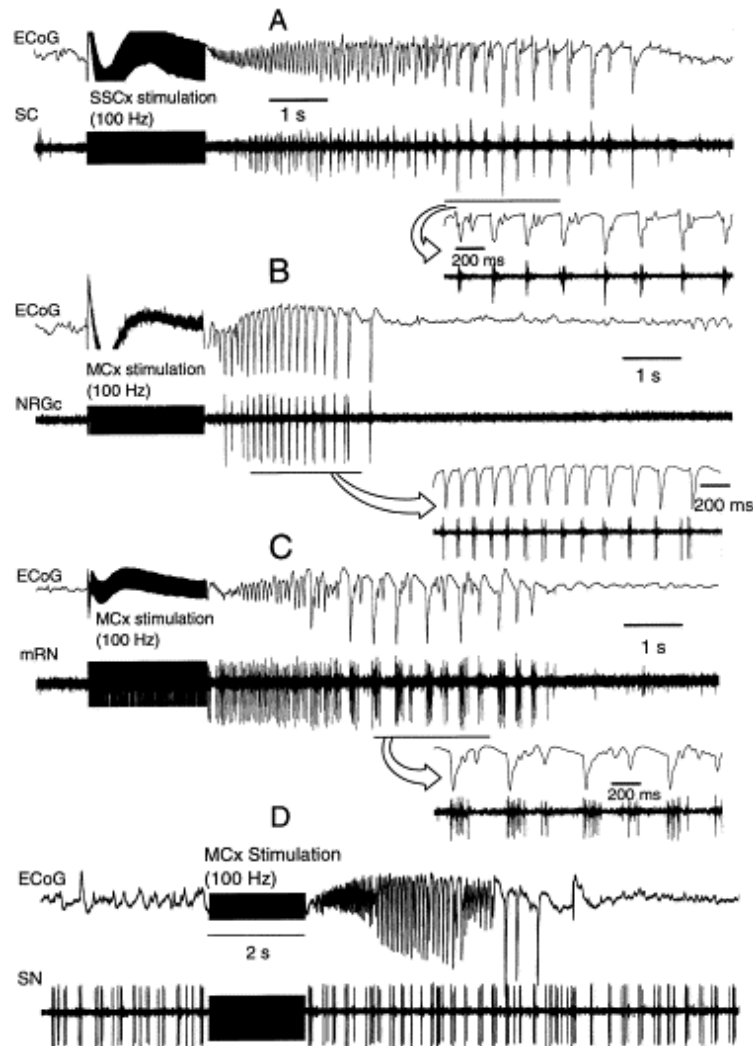 A
ECoG
SSCx stimulation
(100 Hz)
1 s
SC
200 ms
B
ECoG
MCx stimulation
(100 Hz)
1 s
NRGc
200 ms
C
ECoG
MCx stimulation
(100 Hz)
1 s
mRN
200 ms
D
MCx Stimulation
(100 Hz)
ECoG
2 s
SN